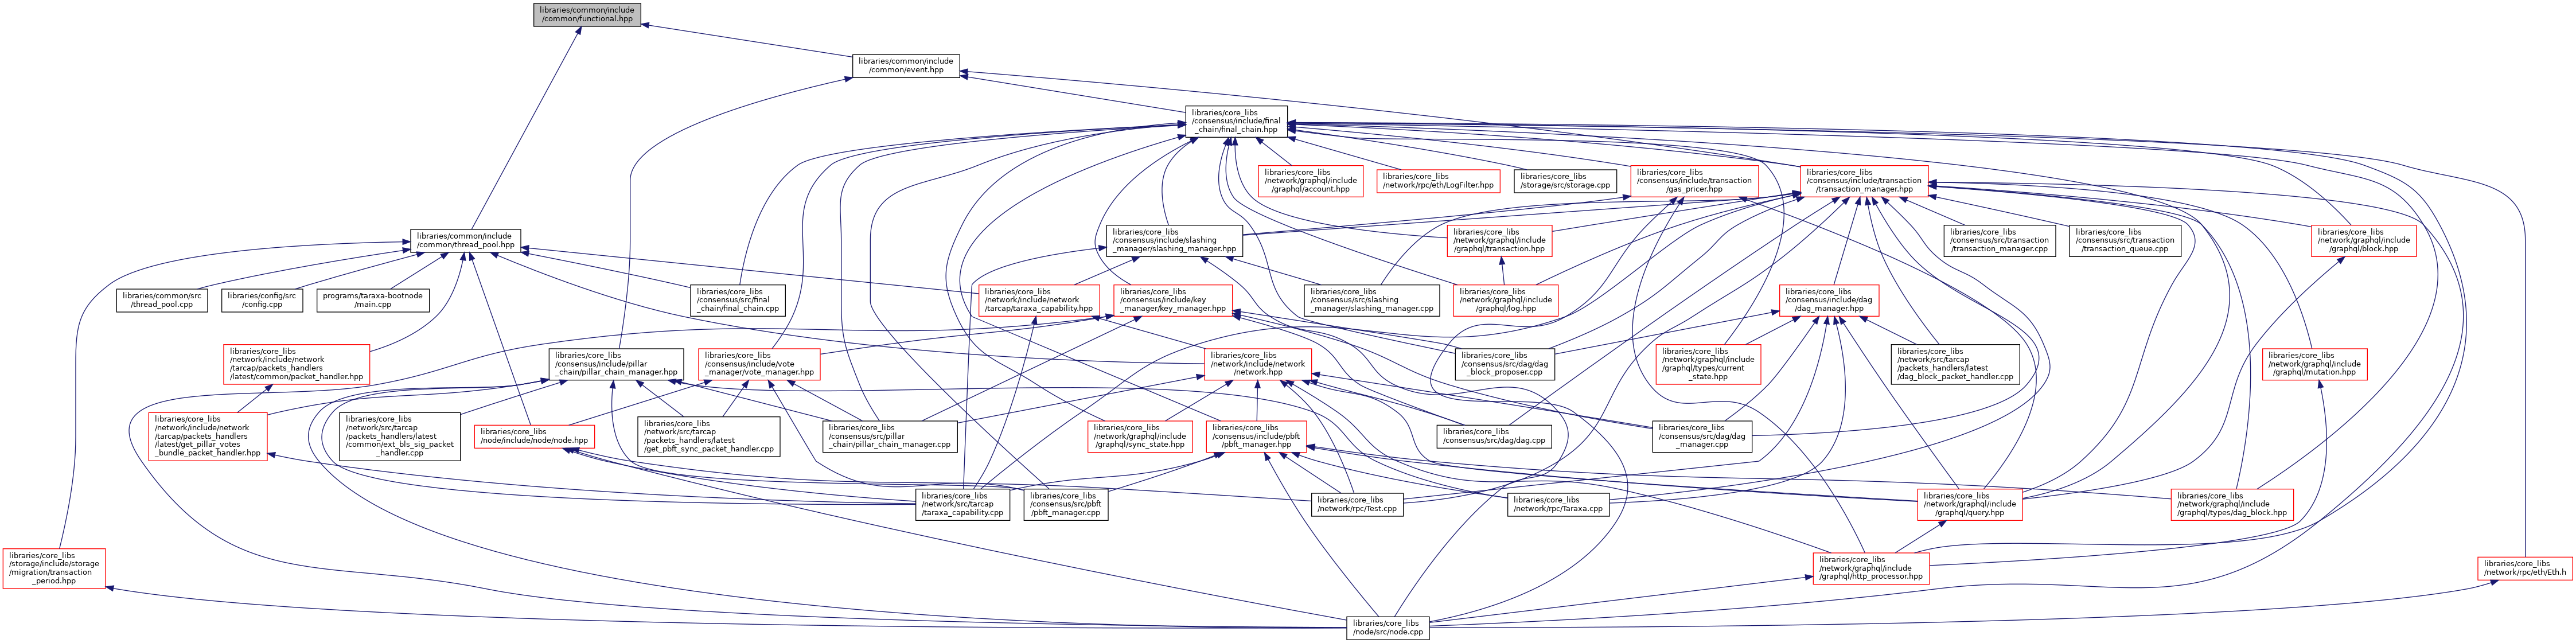 libraries/common/include
/common/functional.hpp
libraries/common/include
/common/event.hpp
libraries/core_libs
/consensus/include/final
_chain/final_chain.hpp
libraries/core_libs
/network/graphql/include
/graphql/account.hpp
libraries/core_libs
/network/rpc/eth/LogFilter.hpp
libraries/core_libs
/storage/src/storage.cpp
libraries/core_libs
/consensus/include/transaction
/gas_pricer.hpp
libraries/core_libs
/consensus/include/transaction
/transaction_manager.hpp
libraries/common/include
/common/thread_pool.hpp
libraries/core_libs
/consensus/include/slashing
_manager/slashing_manager.hpp
libraries/core_libs
/network/graphql/include
/graphql/transaction.hpp
libraries/core_libs
/consensus/src/transaction
/transaction_manager.cpp
libraries/core_libs
/consensus/src/transaction
/transaction_queue.cpp
libraries/core_libs
/network/graphql/include
/graphql/block.hpp
libraries/common/src
/thread_pool.cpp
libraries/config/src
/config.cpp
programs/taraxa-bootnode
/main.cpp
libraries/core_libs
/consensus/src/final
_chain/final_chain.cpp
libraries/core_libs
/network/include/network
/tarcap/taraxa_capability.hpp
libraries/core_libs
/consensus/include/key
_manager/key_manager.hpp
libraries/core_libs
/consensus/src/slashing
_manager/slashing_manager.cpp
libraries/core_libs
/network/graphql/include
/graphql/log.hpp
libraries/core_libs
/consensus/include/dag
/dag_manager.hpp
libraries/core_libs
/network/include/network
/tarcap/packets_handlers
/latest/common/packet_handler.hpp
libraries/core_libs
/consensus/include/pillar
_chain/pillar_chain_manager.hpp
libraries/core_libs
/consensus/include/vote
_manager/vote_manager.hpp
libraries/core_libs
/network/include/network
/network.hpp
libraries/core_libs
/consensus/src/dag/dag
_block_proposer.cpp
libraries/core_libs
/network/graphql/include
/graphql/types/current
_state.hpp
libraries/core_libs
/network/src/tarcap
/packets_handlers/latest
/dag_block_packet_handler.cpp
libraries/core_libs
/network/graphql/include
/graphql/mutation.hpp
libraries/core_libs
/network/include/network
/tarcap/packets_handlers
/latest/get_pillar_votes
_bundle_packet_handler.hpp
libraries/core_libs
/network/src/tarcap
/packets_handlers/latest
/common/ext_bls_sig_packet
_handler.cpp
libraries/core_libs
/node/include/node/node.hpp
libraries/core_libs
/network/src/tarcap
/packets_handlers/latest
/get_pbft_sync_packet_handler.cpp
libraries/core_libs
/consensus/src/pillar
_chain/pillar_chain_manager.cpp
libraries/core_libs
/network/graphql/include
/graphql/sync_state.hpp
libraries/core_libs
/consensus/include/pbft
/pbft_manager.hpp
libraries/core_libs
/consensus/src/dag/dag.cpp
libraries/core_libs
/consensus/src/dag/dag
_manager.cpp
libraries/core_libs
/network/src/tarcap
/taraxa_capability.cpp
libraries/core_libs
/consensus/src/pbft
/pbft_manager.cpp
libraries/core_libs
/network/rpc/Test.cpp
libraries/core_libs
/network/rpc/Taraxa.cpp
libraries/core_libs
/network/graphql/include
/graphql/query.hpp
libraries/core_libs
/network/graphql/include
/graphql/types/dag_block.hpp
libraries/core_libs
/storage/include/storage
/migration/transaction
_period.hpp
libraries/core_libs
/network/graphql/include
/graphql/http_processor.hpp
libraries/core_libs
/network/rpc/eth/Eth.h
libraries/core_libs
/node/src/node.cpp